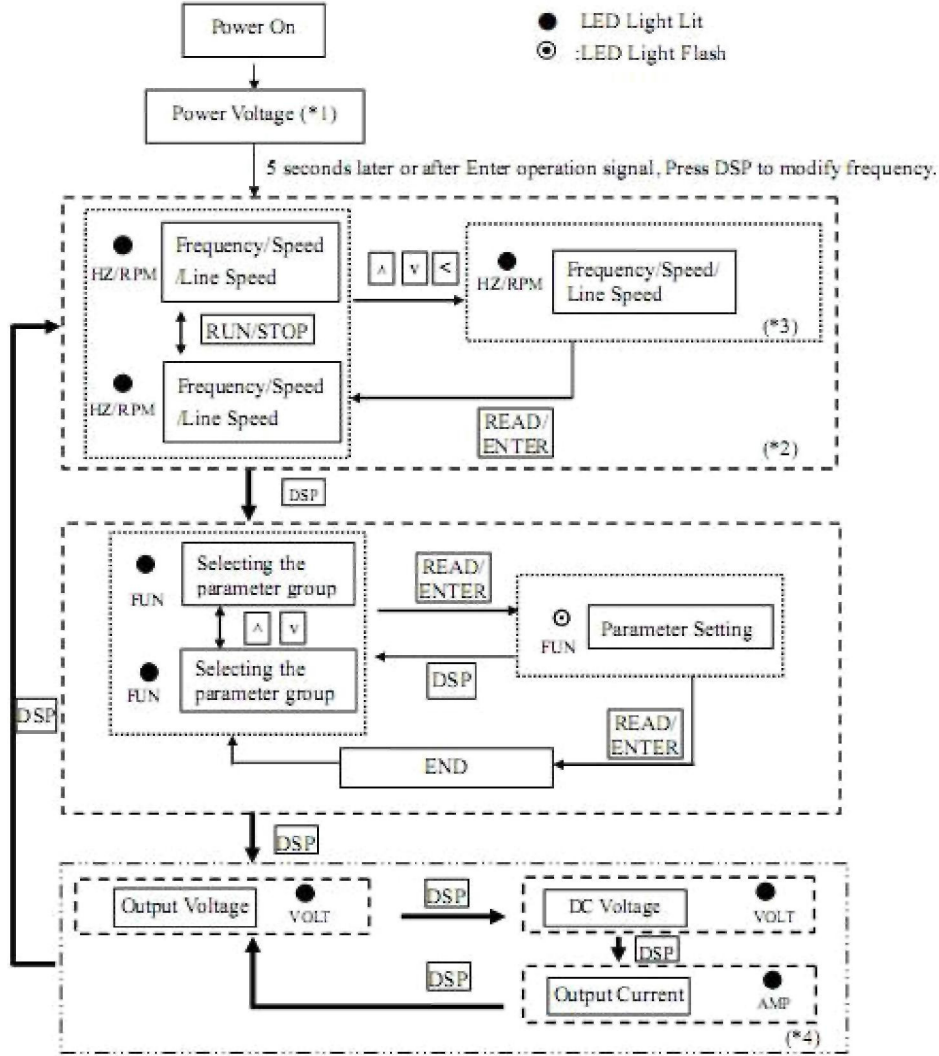 Power On
LED Light Lit
:LED Light Flash
Power Voltage (*1)
5 seconds later or after Enter operation signal, Press DSP to modify frequency.
HZ/RPM
Frequency/Speed
/Line Speed
^ v <
HZ/RPM
Frequency/Speed/
Line Speed
(*3)
RUN/STOP
HZ/RPM
Frequency/Speed
/Line Speed
READ/
ENTER
(*2)
DSP
FUN
Selecting the
parameter group
READ/
ENTER
^ v
FUN
Parameter Setting
FUN
Selecting the
parameter group
DSP
DSP
READ/
ENTER
END
DSP
Output Voltage
VOLT
DSP
DC Voltage
VOLT
DSP
DSP
Output Current
AMP
(*4)